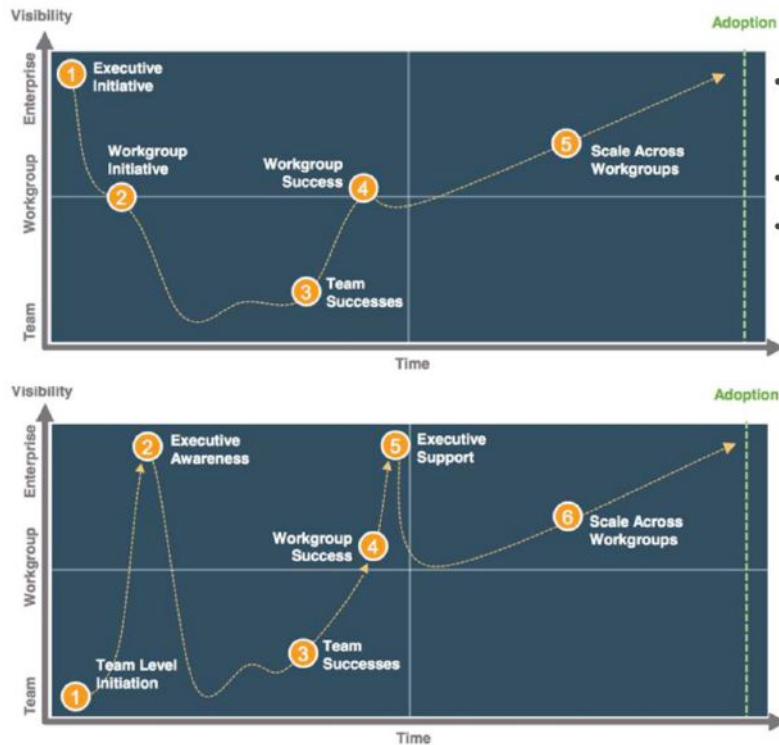 Visibility
Adoption
Enterprise
Workgroup
Team
1
Executive
Initiative
Workgroup
Initiative
2
Workgroup
Success
4
5
Scale Across
Workgroups
3
Team
Successes
Time
Visibility
Adoption
Enterprise
Workgroup
Team
2
Executive
Awareness
5
Executive
Support
Workgroup
Success
4
6
Scale Across
Workgroups
3
Team
Successes
Team Level
Initiation
1
Time